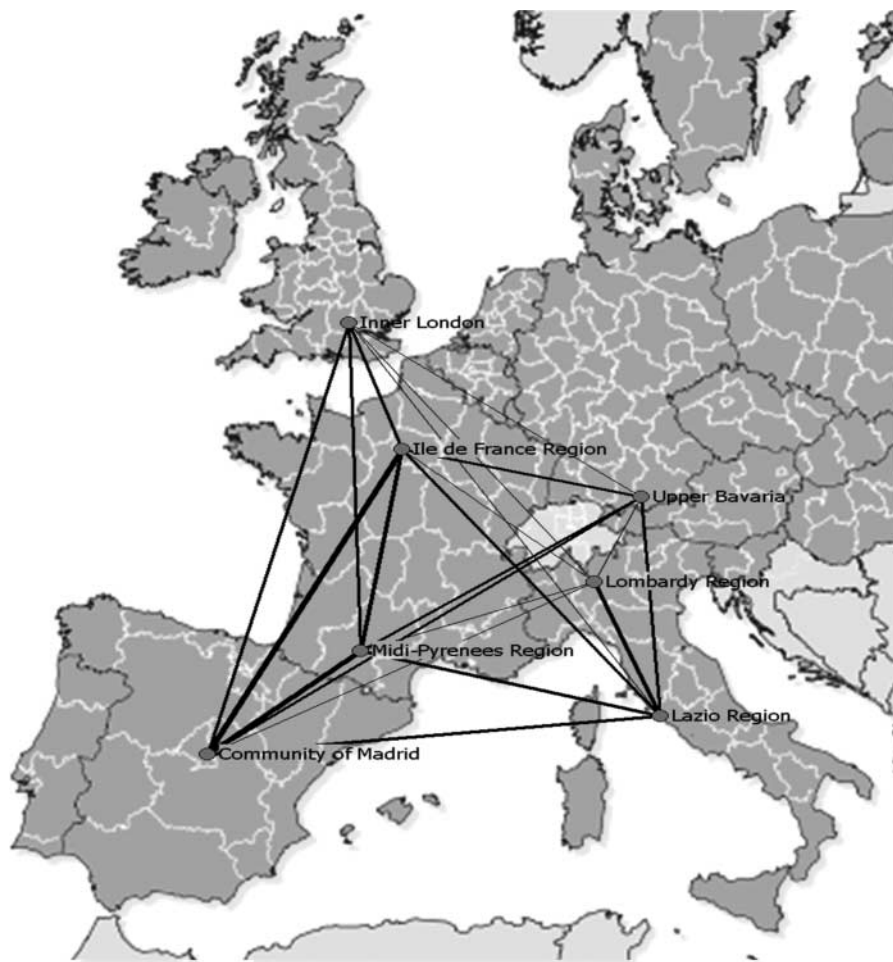 Inner London
Ile de France Region
Upper Bavaria
Lombardy Region
Midi-Pyrenees Region
Lazio Region
Community of Madrid